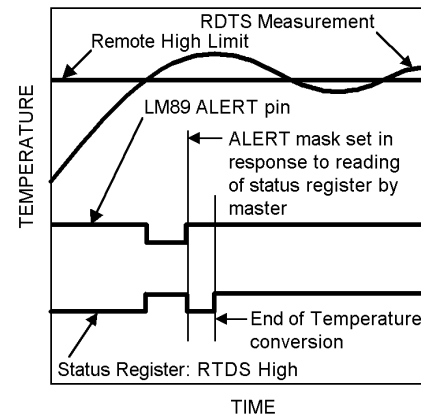 RDTS Measurement
Remote High Limit
LM89 ALERT pin
ALERT mask set in
response to reading
of status register by
master
End of Temperature
conversion
Status Register: RTDS High
TEMPERATURE
TIME